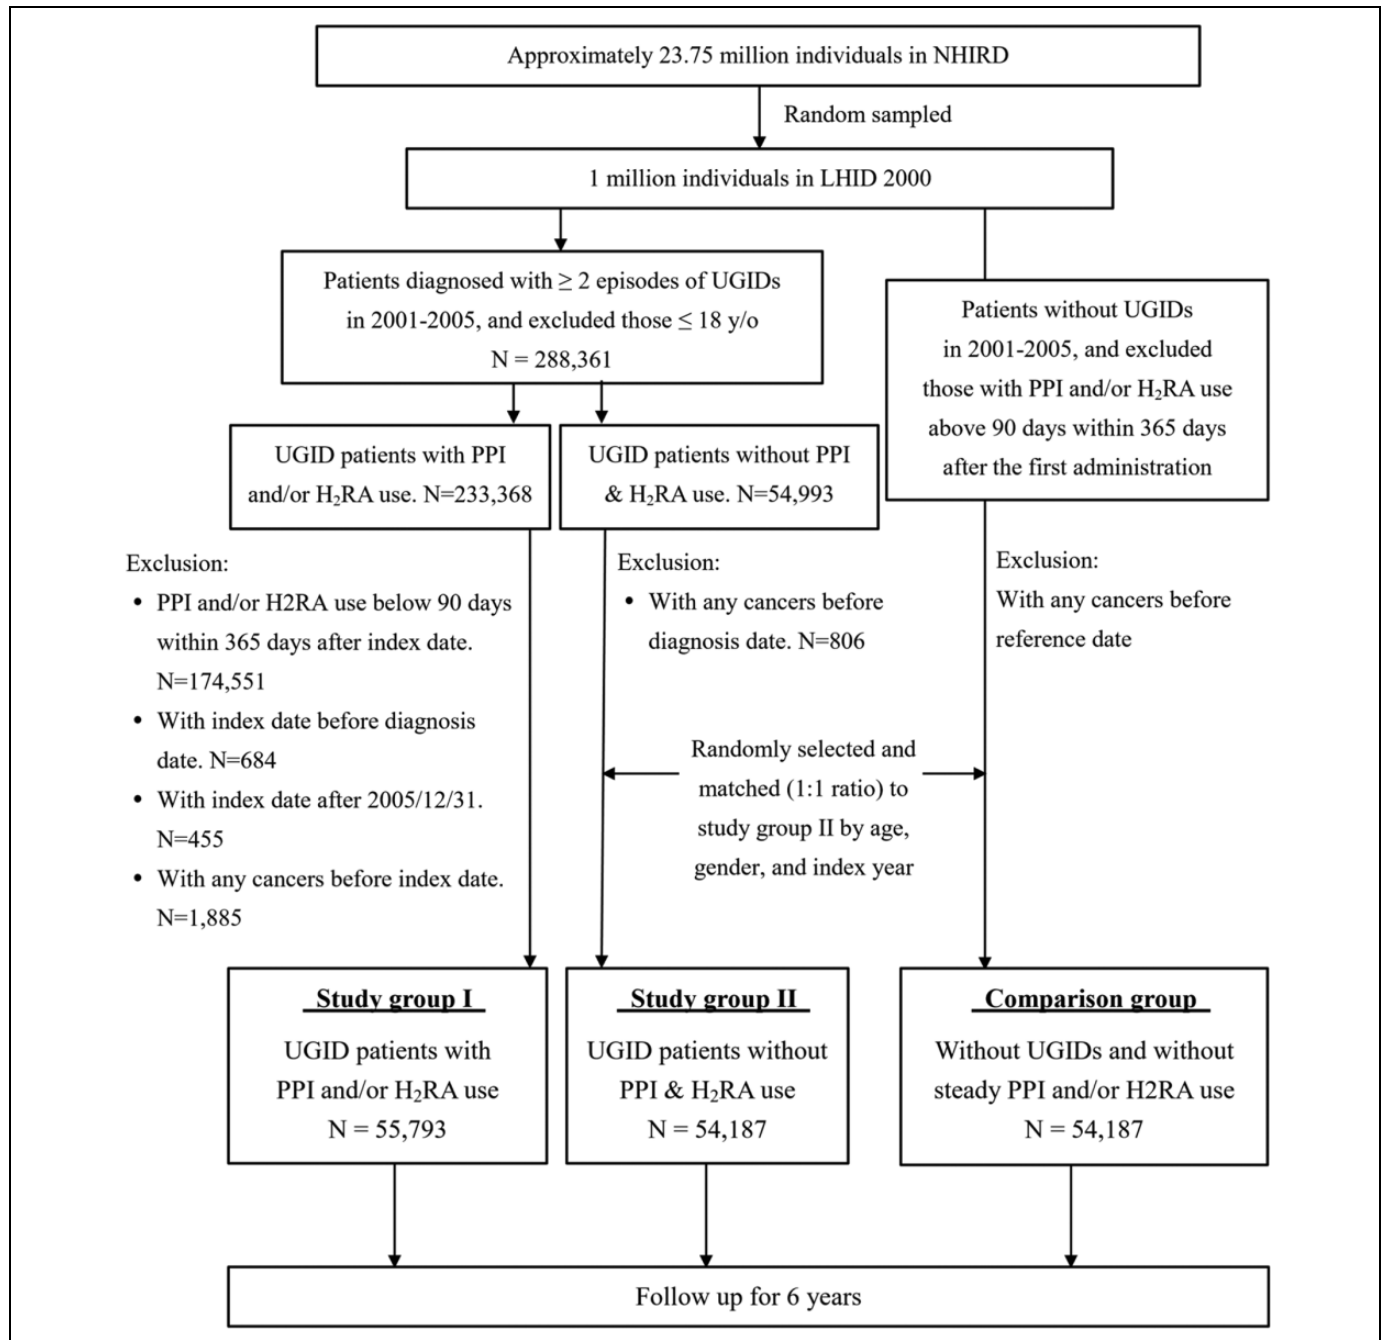 Approximately 23.75 million individuals in NHIRD
Random sampled
1 million individuals in LHID 2000
Patients diagnosed with ≥ 2 episodes of UGIDs
in 2001-2005, and excluded those ≤ 18 y/o
N = 288,361
Patients without UGIDs
in 2001-2005, and excluded
those with PPI and/or H₂RA use
above 90 days within 365 days
after the first administration
UGID patients with PPI
and/or H₂RA use. N=233,368
UGID patients without PPI
& H₂RA use. N=54,993
Exclusion:
• PPI and/or H2RA use below 90 days
within 365 days after index date.
N=174,551
• With index date before diagnosis
date. N=684
• With index date after 2005/12/31.
N=455
• With any cancers before index date.
N=1,885
Exclusion:
• With any cancers before
diagnosis date. N=806
Exclusion:
With any cancers before
reference date
Randomly selected and
matched (1:1 ratio) to
study group II by age,
gender, and index year
Study group I
UGID patients with
PPI and/or H₂RA use
N = 55,793
Study group II
UGID patients without
PPI & H₂RA use
N = 54,187
Comparison group
Without UGIDs and without
steady PPI and/or H2RA use
N = 54,187
Follow up for 6 years